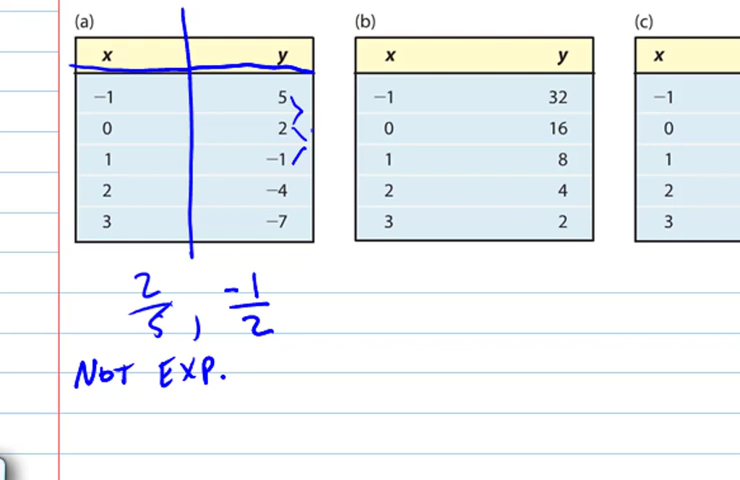 (a) (b) (c)
x y x y x
−1 5 −1 32 −1
0 2 0 16 0
1 −1 1 8 1
2 −4 2 4 2
3 −7 3 2 3
2/5, -1/2
NOT EXP.